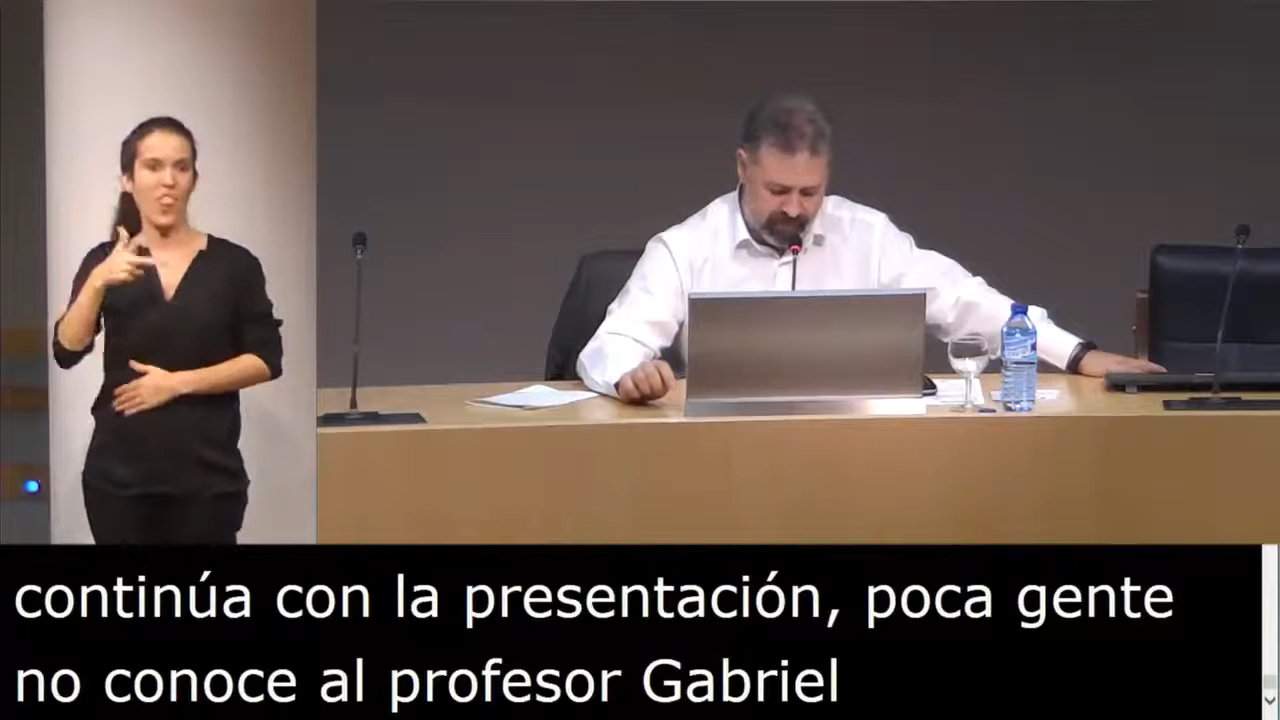 continúa con la presentación, poca gente
no conoce al profesor Gabriel